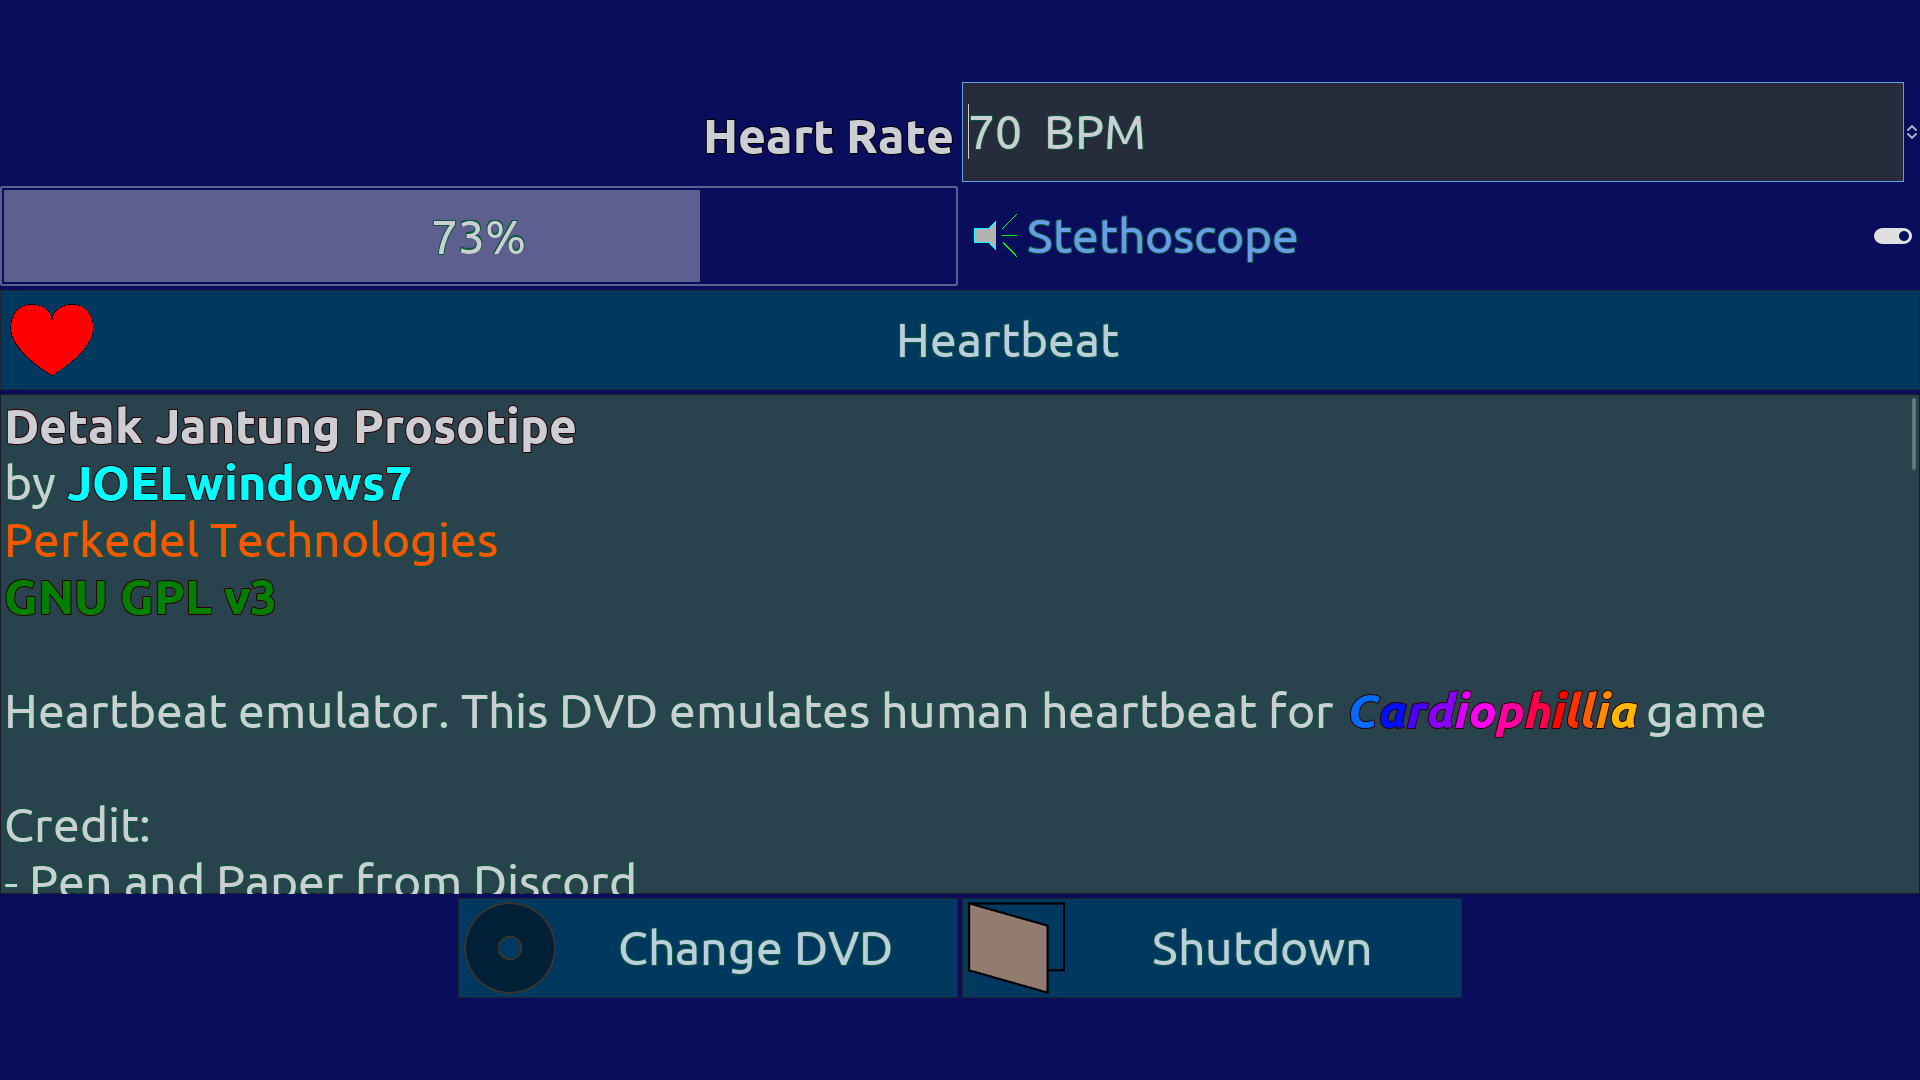 Heart Rate 70 BPM
73% Stethoscope
Heartbeat
Detak Jantung Prosotipe
by JOELwindows7
Perkedel Technologies
GNU GPL v3
Heartbeat emulator. This DVD emulates human heartbeat for Cardiophillia game
Credit:
- Pen and Paper from Discord
Change DVD Shutdown